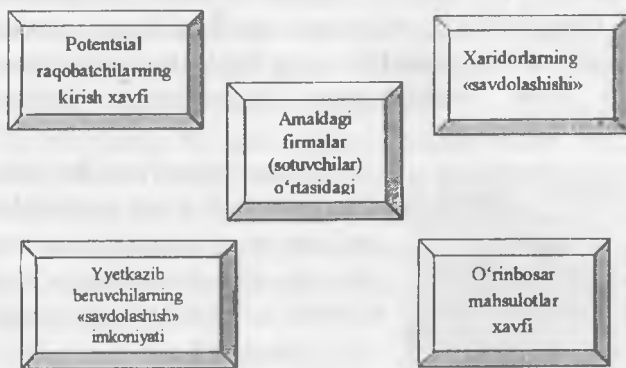 Potentsial
raqobatchilarning
kirish xavfi
Xaridorlarning
«savdolashishi»
Amaldagi
firmalar
(sotuvchilar)
o‘rtasidagi
Yyetkazib
beruvchilarning
«savdolashish»
imkoniyati
O‘rinbosar
mahsulotlar
xavfi